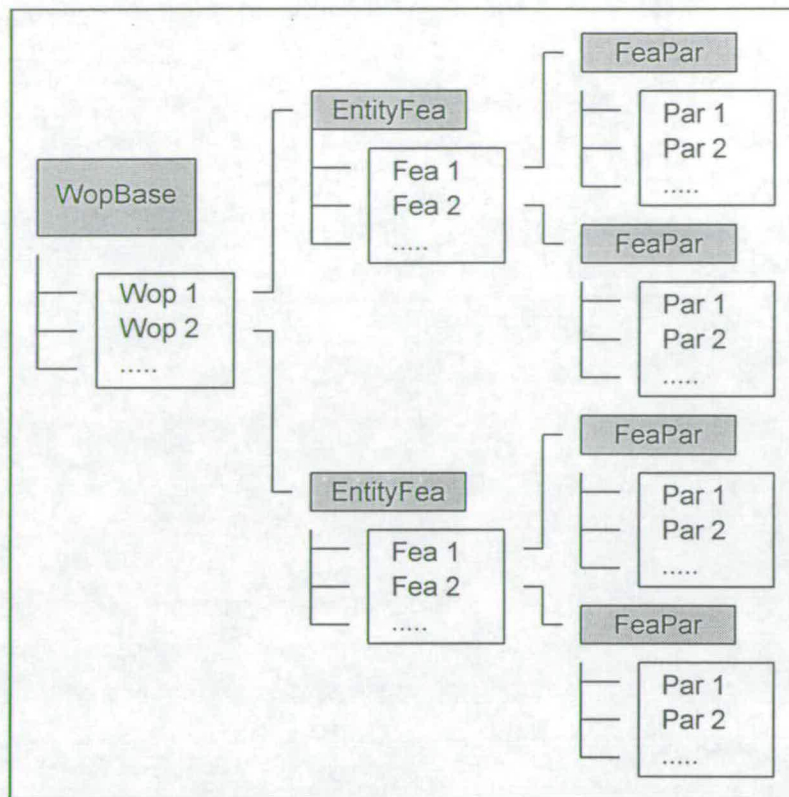 WopBase
Wop 1
Wop 2
.....
EntityFea
Fea 1
Fea 2
.....
FeaPar
Par 1
Par 2
.....
FeaPar
Par 1
Par 2
.....
EntityFea
Fea 1
Fea 2
.....
FeaPar
Par 1
Par 2
.....
FeaPar
Par 1
Par 2
.....